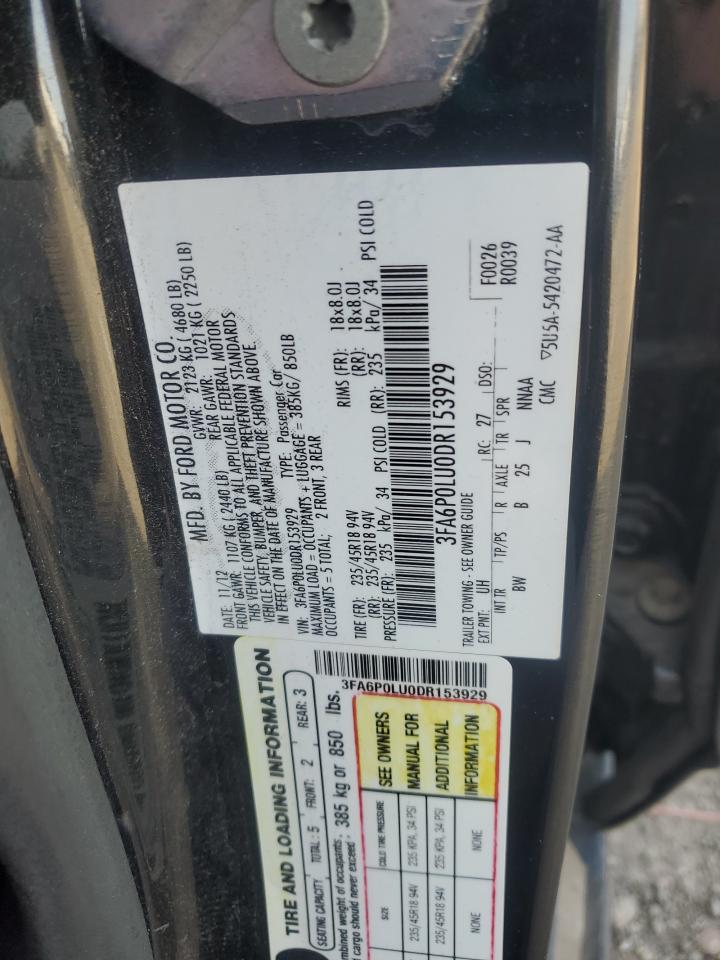 MFD. BY FORD MOTOR CO.
DATE: 11/12 GVWR: 2123 KG ( 4680 LB)
FRONT GAWR: 1107 KG ( 2440 LB) REAR GAWR: 1021 KG ( 2250 LB)
THIS VEHICLE CONFORMS TO ALL APPLICABLE FEDERAL MOTOR
VEHICLE SAFETY, BUMPER, AND THEFT PREVENTION STANDARDS
IN EFFECT ON THE DATE OF MANUFACTURE SHOWN ABOVE.
VIN: 3FA6P0LU0DR153929 TYPE: Passenger Car
MAXIMUM LOAD = OCCUPANTS + LUGGAGE = 385KG/ 850LB
OCCUPANTS = 5 TOTAL; 2 FRONT, 3 REAR
TIRE (FR): 235/45R18 94V RIMS (FR): 18x8.0J
(RR): 235/45R18 94V (RR): 18x8.0J
PRESSURE (FR): 235 kPa/ 34 PSI COLD (RR): 235 kPa/ 34 PSI COLD
3FA6P0LU0DR153929
TRAILER TOWING - SEE OWNER GUIDE F0026
EXT PNT: UH RC: 27 DSO: R0039
INT TR TP/PS R AXLE TR SPR
BW B 25 J NNAA
CMC ▽5U5A-5420472-AA
TIRE AND LOADING INFORMATION
SEATING CAPACITY TOTAL: 5 FRONT: 2 REAR: 3
mbined weight of occupants
cargo should never exceed: 385 kg or 850 lbs.
3FA6P0LU0DR153929
SIZE COLD TIRE PRESSURE SEE OWNERS
235/45R18 94V 235 KPA, 34 PSI MANUAL FOR
235/45R18 94V 235 KPA, 34 PSI ADDITIONAL
NONE NONE INFORMATION